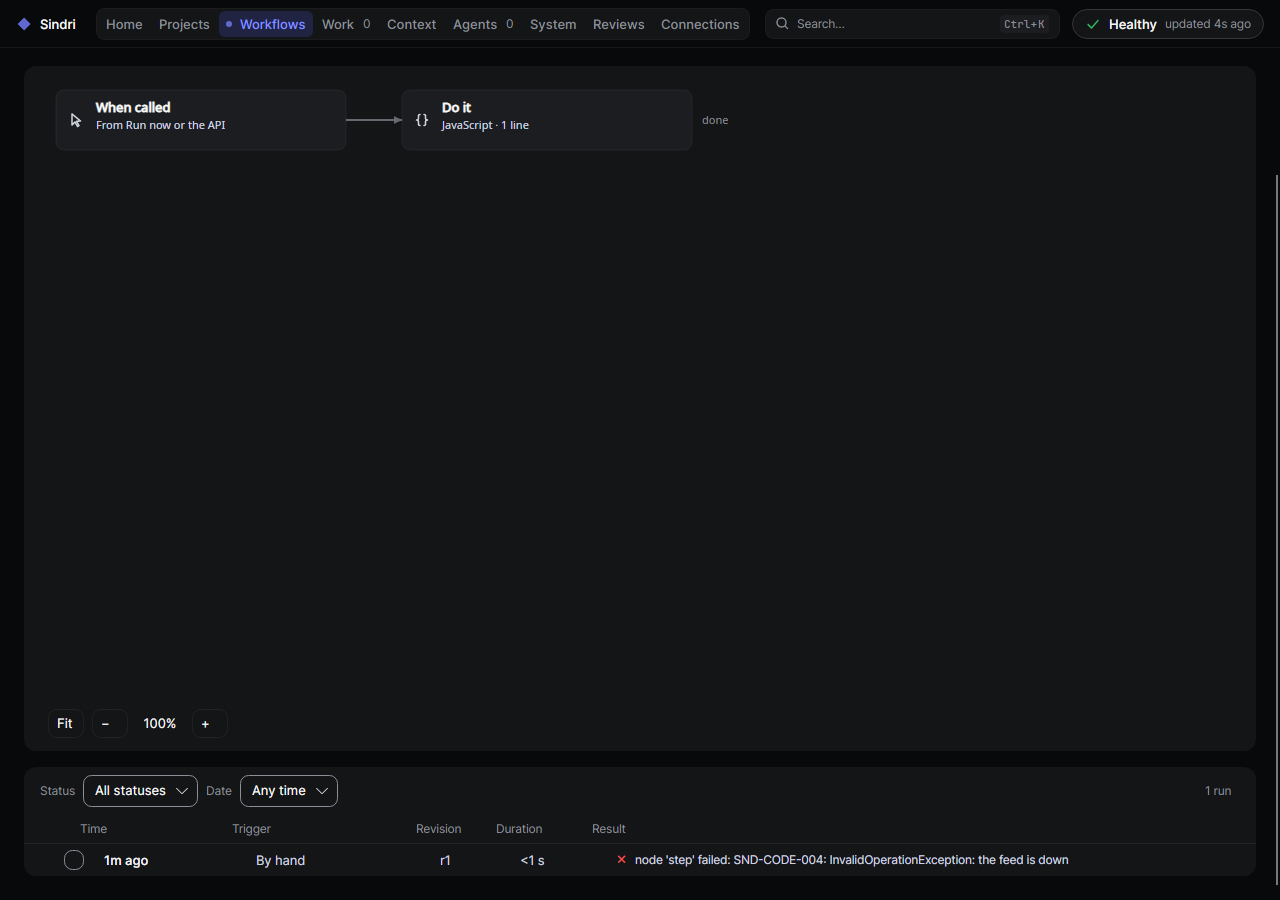 Sindri
Home Projects Workflows Work 0 Context Agents 0 System Reviews Connections
Search... Ctrl+K
Healthy updated 4s ago
When called
From Run now or the API
Do it
JavaScript · 1 line
done
Fit − 100% +
Status All statuses Date Any time 1 run
Time Trigger Revision Duration Result
1m ago By hand r1 <1 s node 'step' failed: SND-CODE-004: InvalidOperationException: the feed is down